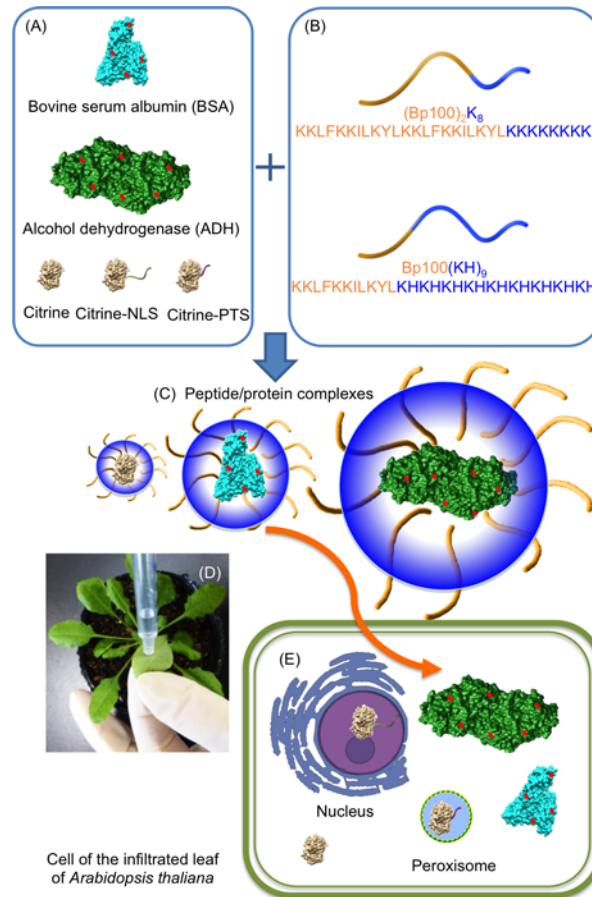 (A)
Bovine serum albumin (BSA)
Alcohol dehydrogenase (ADH)
Citrine Citrine-NLS Citrine-PTS
(B)
(Bp100)2K8
KKLFKKILKYLKKLFKKILKYLKKKKKKKK
Bp100(KH)9
KKLFKKILKYLKHKHKHKHKHKHKHKHKH
(C) Peptide/protein complexes
(D)
(E)
Nucleus
Peroxisome
Cell of the infiltrated leaf
of Arabidopsis thaliana